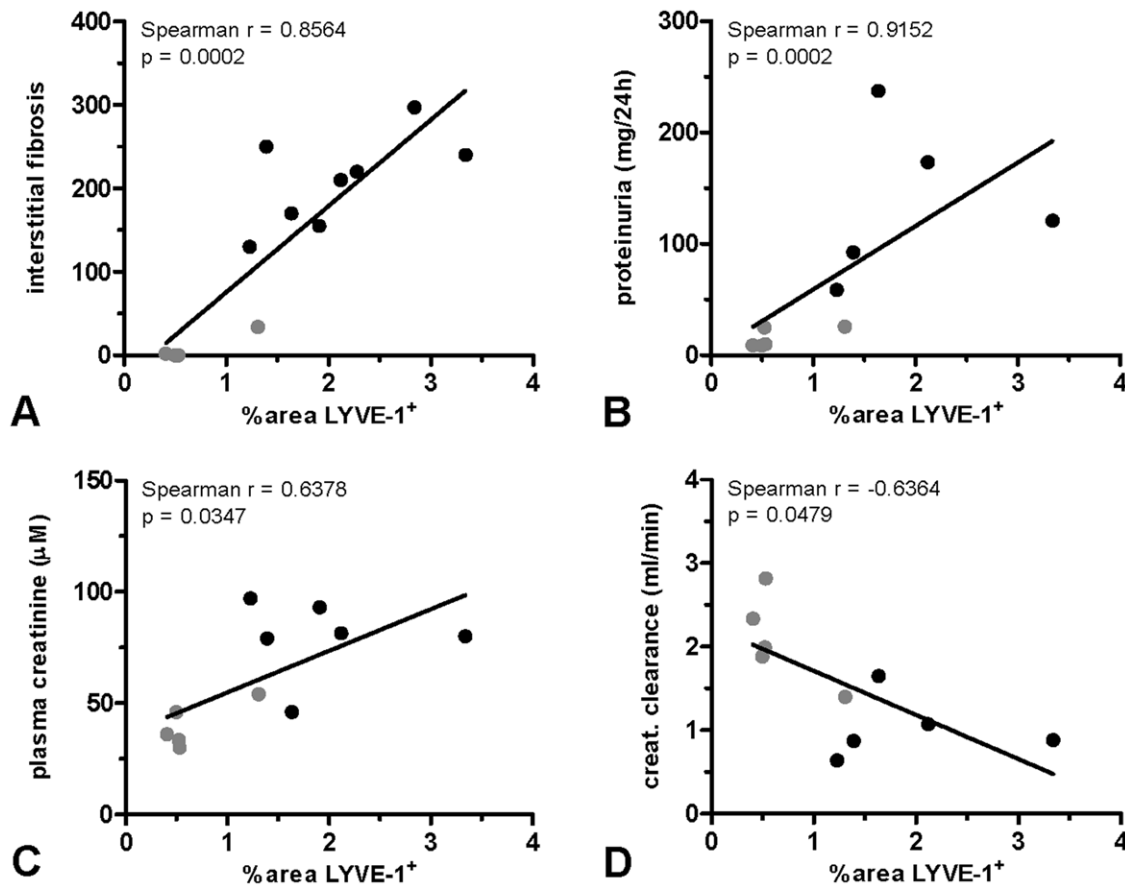 Spearman r = 0.8564
p = 0.0002
400
300
200
100
0
interstitial fibrosis
0 1 2 3 4
%area LYVE-1⁺
A
Spearman r = 0.9152
p = 0.0002
300
200
100
0
proteinuria (mg/24h)
0 1 2 3 4
%area LYVE-1⁺
B
Spearman r = 0.6378
p = 0.0347
150
100
50
0
plasma creatinine (µM)
0 1 2 3 4
%area LYVE-1⁺
C
Spearman r = -0.6364
p = 0.0479
4
3
2
1
0
creat. clearance (ml/min)
0 1 2 3 4
%area LYVE-1⁺
D